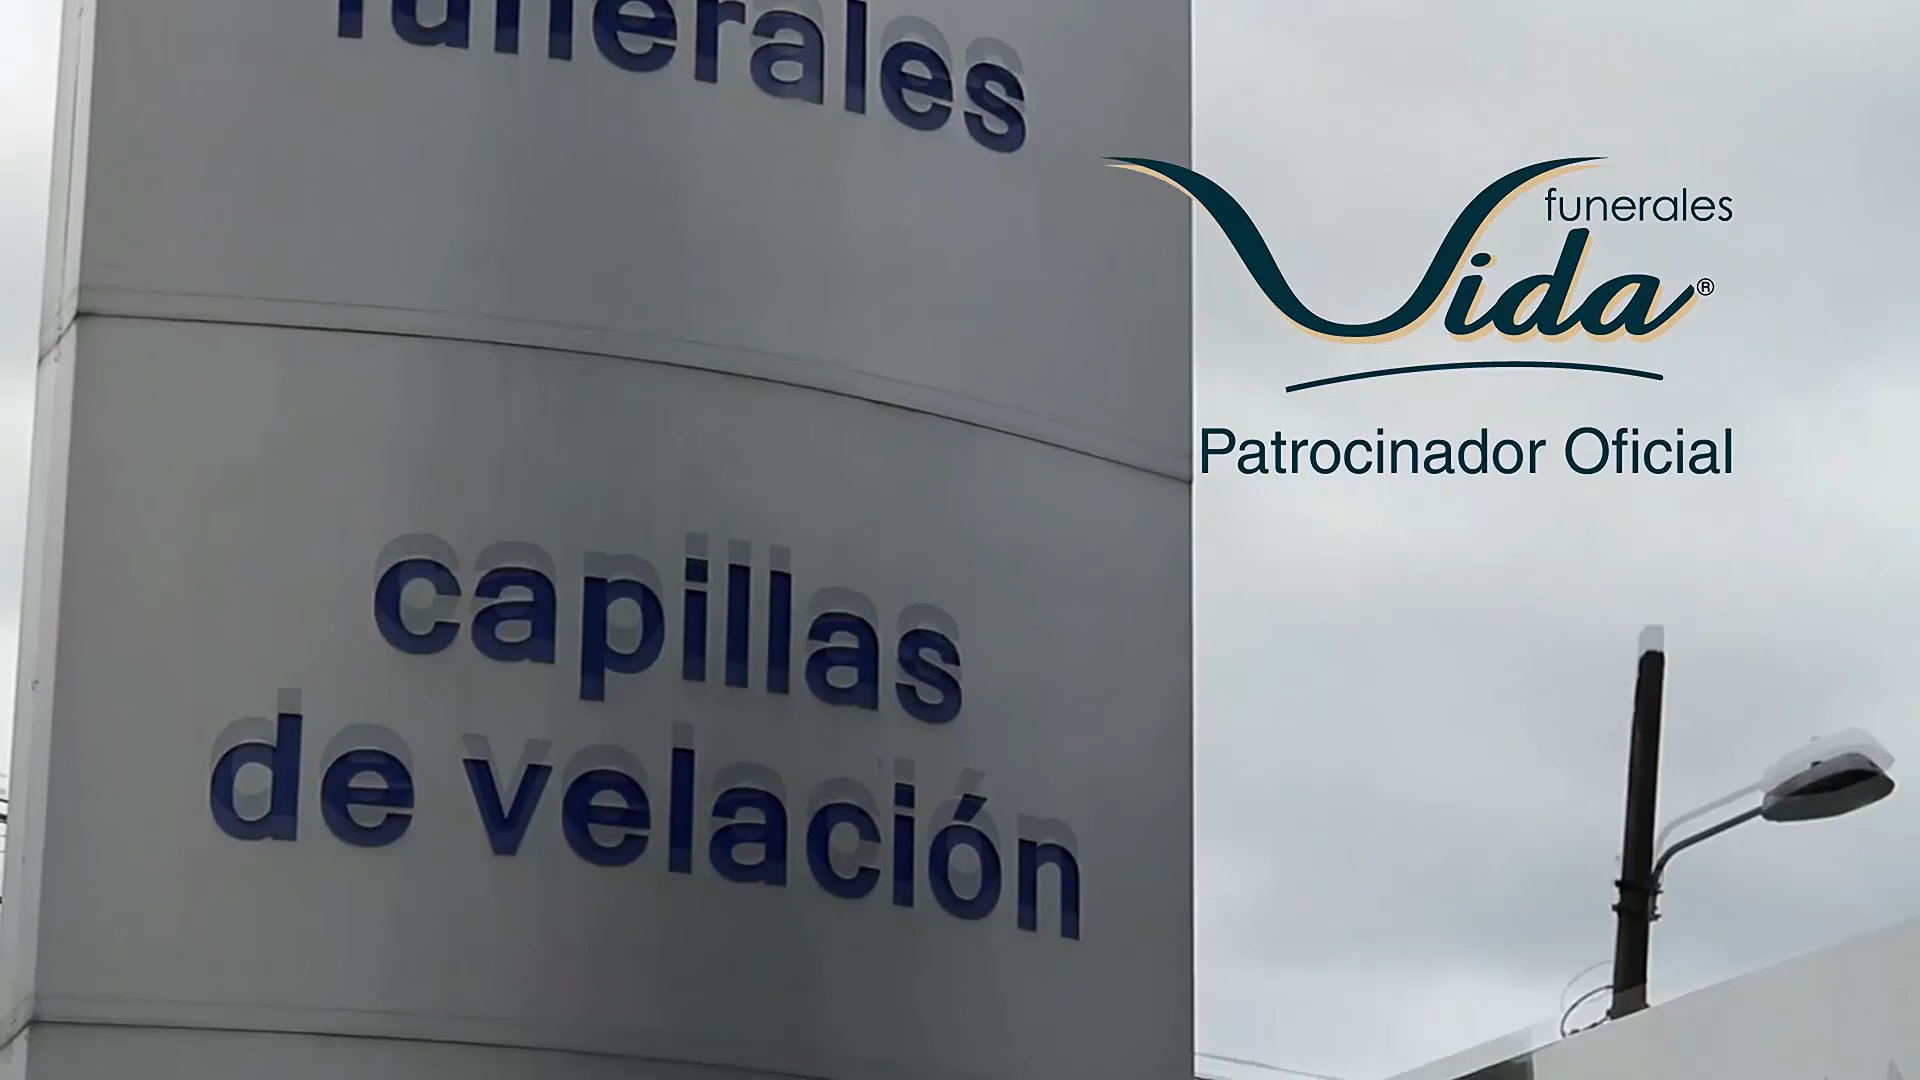 funerales
funerales
Vida®
Patrocinador Oficial
capillas
de velación